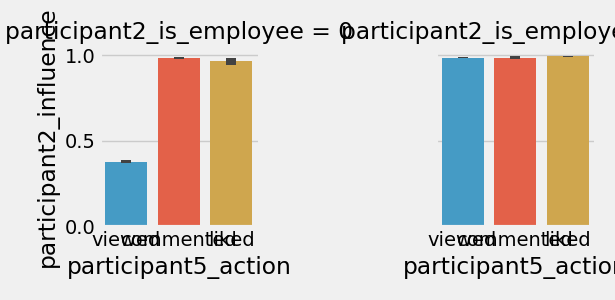 participant2_is_employee = 0
participant2_is_employe
participant2_influence
1.0
0.5
0.0
viewed commented liked
viewed commented liked
participant5_action
participant5_action